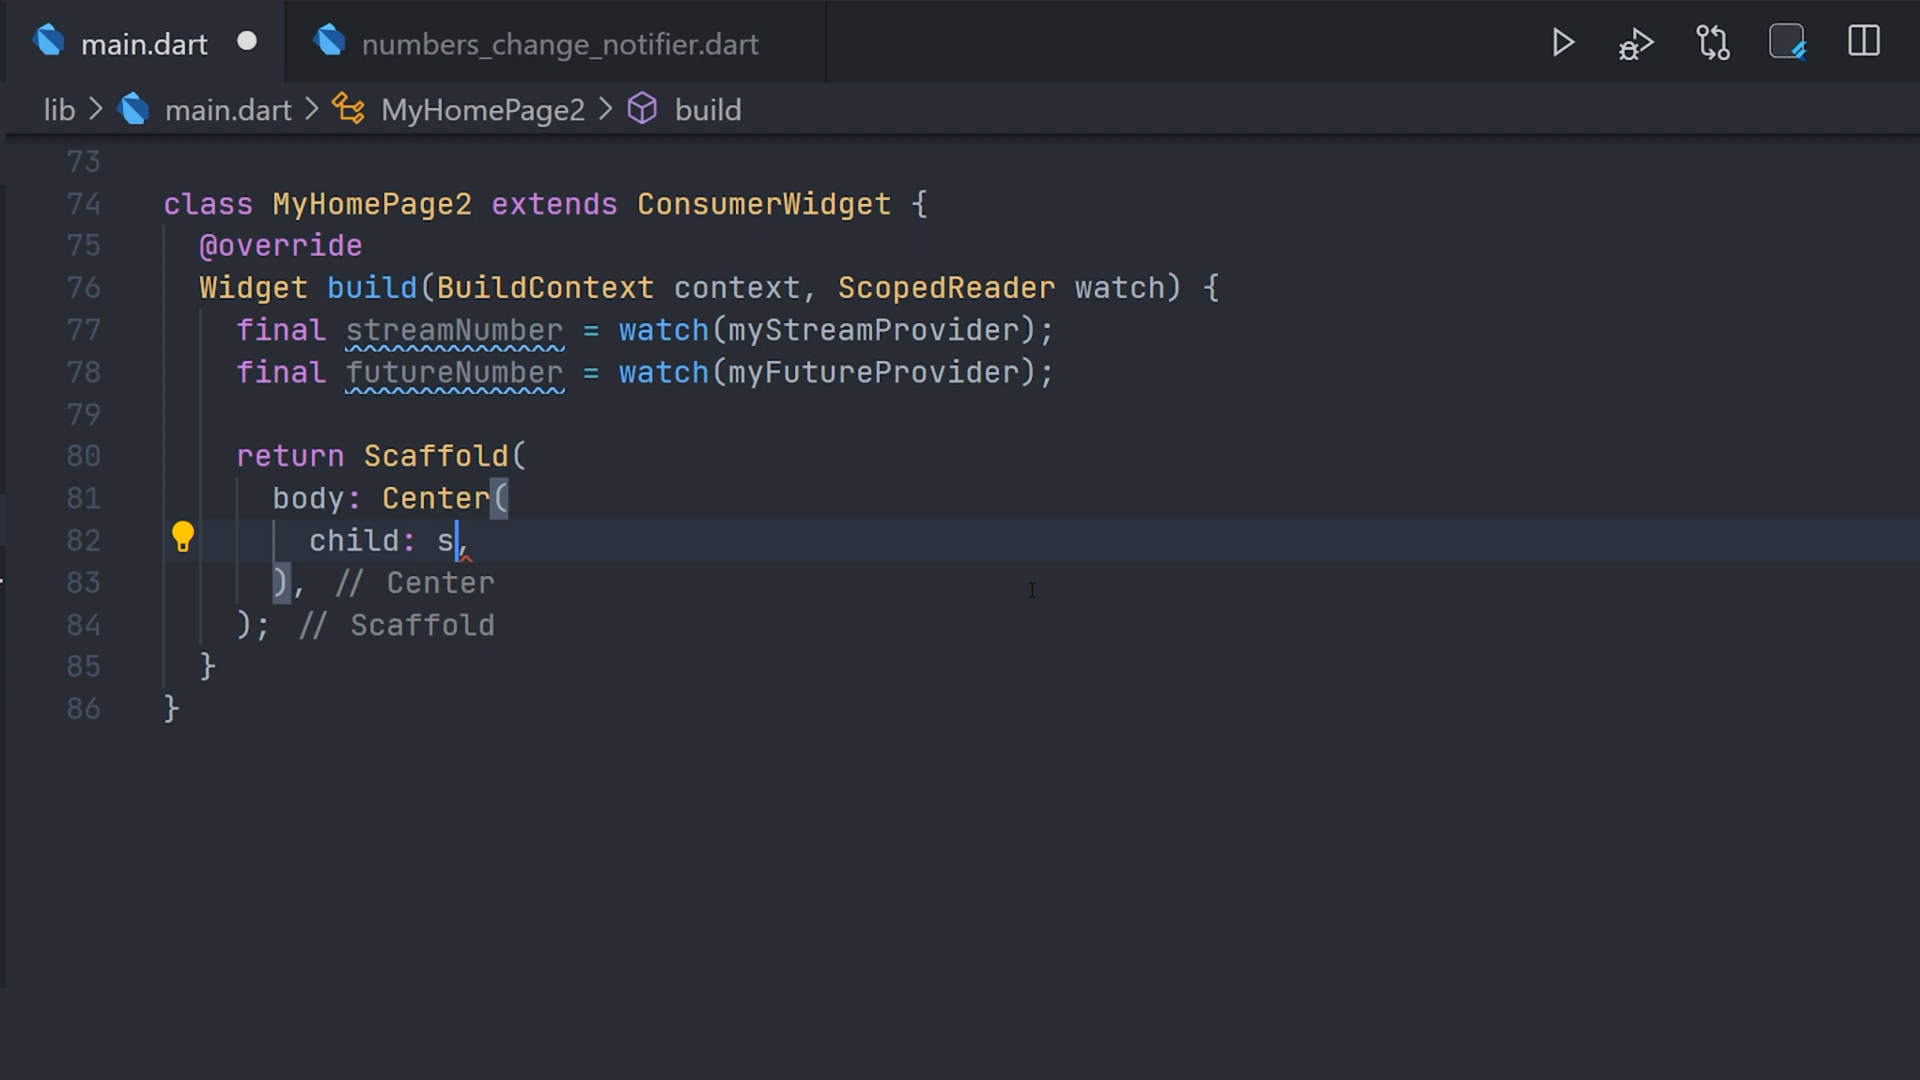 main.dart numbers_change_notifier.dart
lib > main.dart > MyHomePage2 > build
73
74 class MyHomePage2 extends ConsumerWidget {
75 @override
76 Widget build(BuildContext context, ScopedReader watch) {
77 final streamNumber = watch(myStreamProvider);
78 final futureNumber = watch(myFutureProvider);
79
80 return Scaffold(
81 body: Center(
82 child: s,
83 ), // Center
84 ); // Scaffold
85 }
86 }